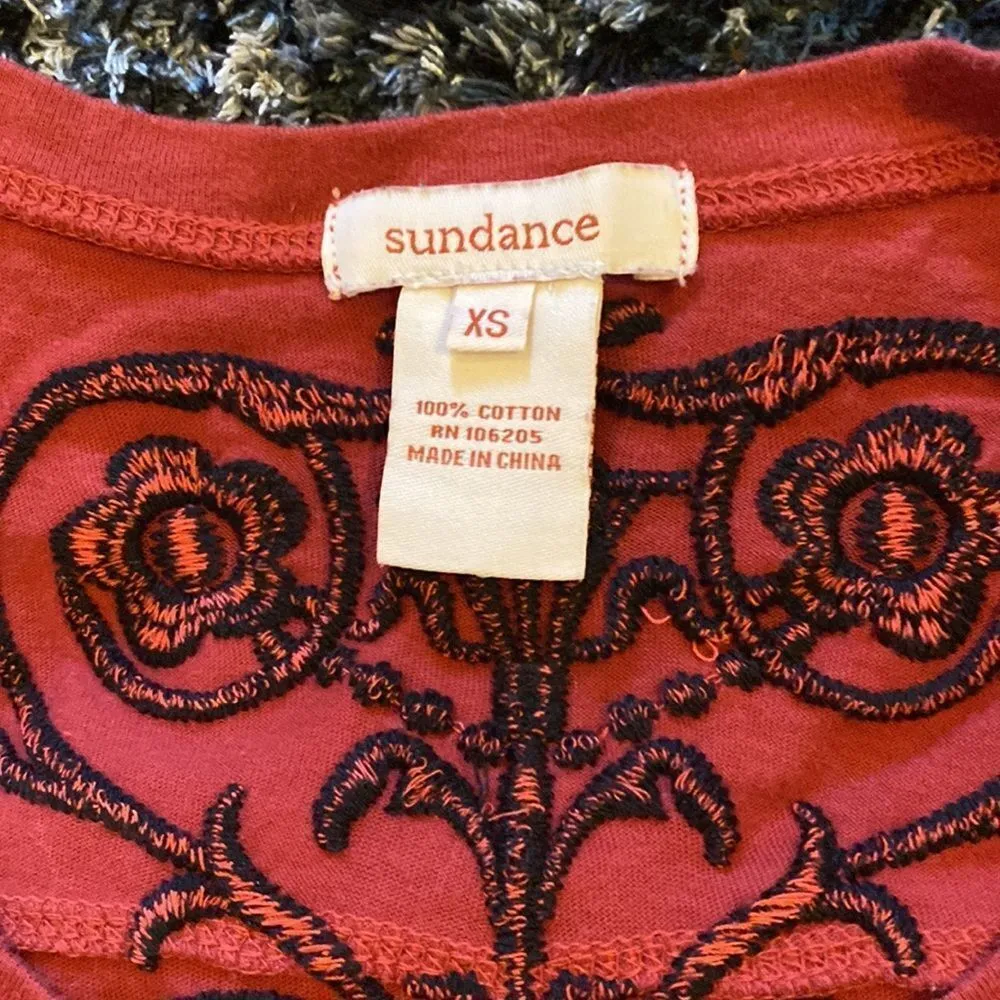 sundance
XS
100% COTTON
RN 106205
MADE IN CHINA